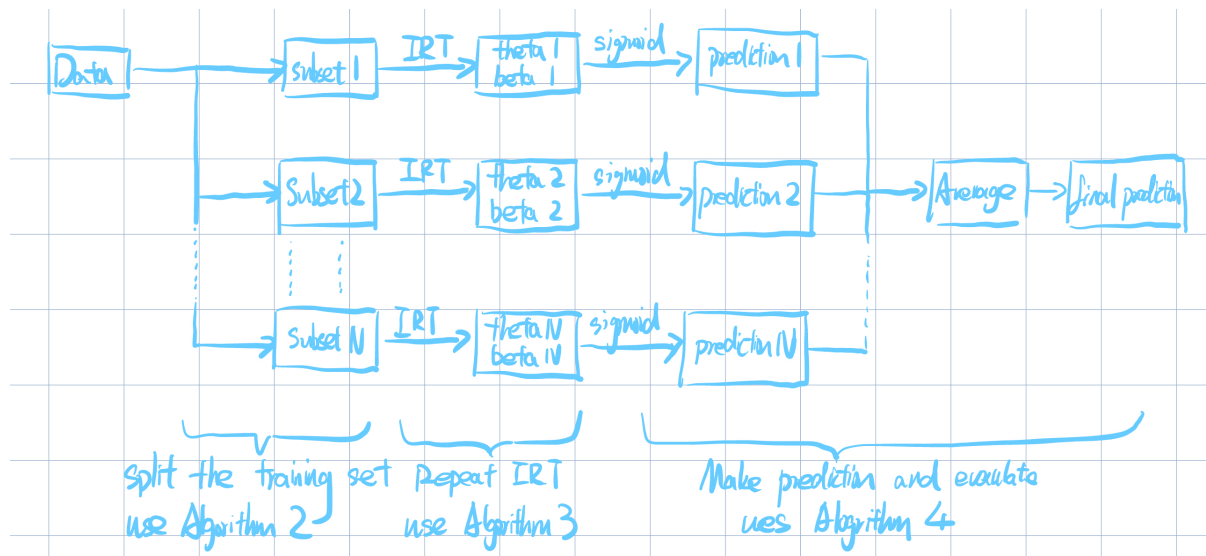 Data
subset 1
IRT
theta 1
beta 1
sigmoid
prediction 1
Subset 2
IRT
theta 2
beta 2
sigmoid
prediction 2
Average
final prediction
Subset N
IRT
theta N
beta N
sigmoid
prediction N
split the training set
use Algorithm 2
Repeat IRT
use Algorithm 3
Make prediction and evaulate
ues Alogrithm 4